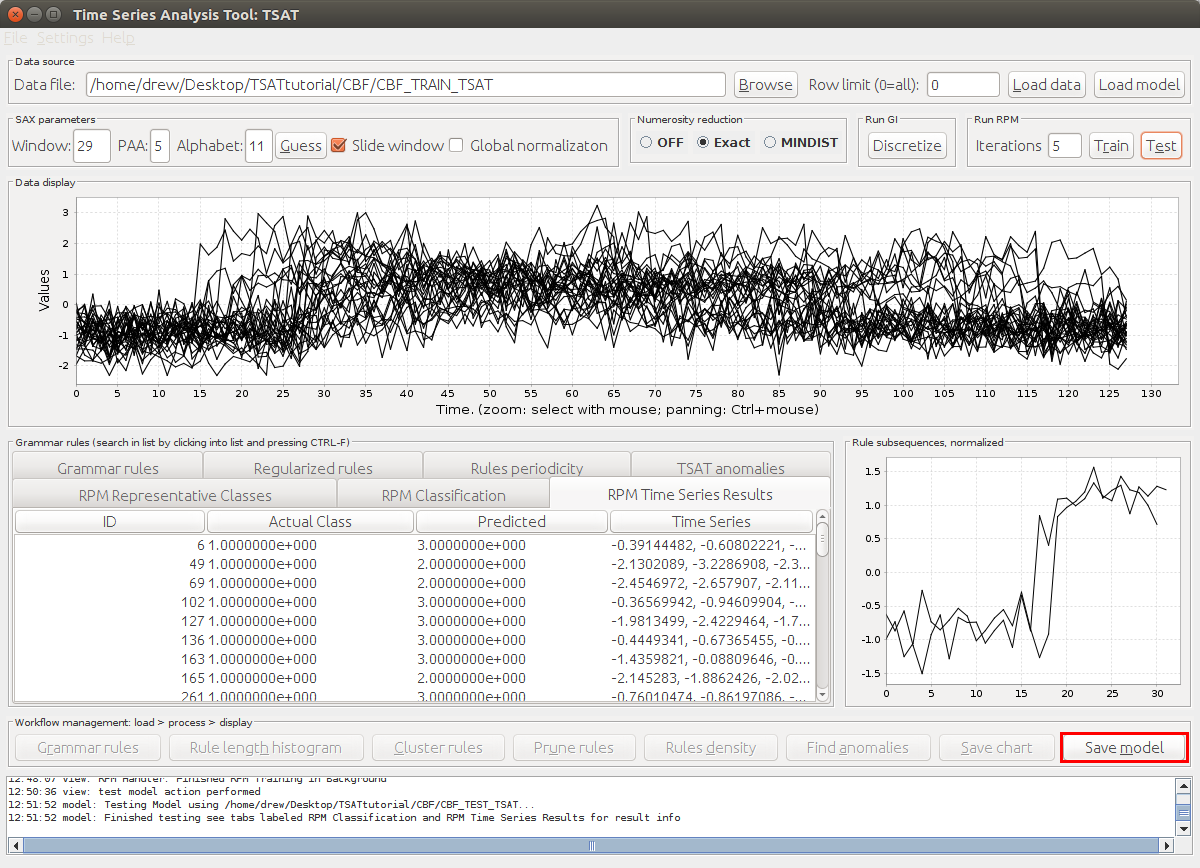 Time Series Analysis Tool: TSAT
File Settings Help
Data source
Data file: /home/drew/Desktop/TSATtutorial/CBF/CBF_TRAIN_TSAT Browse Row limit (0=all): 0 Load data Load model
SAX parameters Numerosity reduction Run GI Run RPM
Window: 29 PAA: 5 Alphabet: 11 Guess Slide window Global normalizaton OFF Exact MINDIST Discretize Iterations 5 Train Test
Data display
Values
3
2
1
0
-1
-2
0 5 10 15 20 25 30 35 40 45 50 55 60 65 70 75 80 85 90 95 100 105 110 115 120 125 130
Time. (zoom: select with mouse; panning: Ctrl+mouse)
Grammar rules (search in list by clicking into list and pressing CTRL-F)
Grammar rules Regularized rules Rules periodicity TSAT anomalies
RPM Representative Classes RPM Classification RPM Time Series Results
ID Actual Class Predicted Time Series
6 1.0000000e+000 3.0000000e+000 -0.39144482, -0.60802221, -...
49 1.0000000e+000 2.0000000e+000 -2.1302089, -3.2286908, -2.3...
69 1.0000000e+000 2.0000000e+000 -2.4546972, -2.657907, -2.11...
102 1.0000000e+000 3.0000000e+000 -0.36569942, -0.94609904, -...
127 1.0000000e+000 3.0000000e+000 -1.9813499, -2.4229464, -1.7...
136 1.0000000e+000 3.0000000e+000 -0.4449341, -0.67365455, -0....
163 1.0000000e+000 3.0000000e+000 -1.4359821, -0.08809646, -0....
165 1.0000000e+000 2.0000000e+000 -2.145283, -1.8862426, -2.02...
261 1.0000000e+000 3.0000000e+000 -0.76010474, -0.86197086, -...
Rule subsequences, normalized
1.5
1.0
0.5
0.0
-0.5
-1.0
-1.5
0 5 10 15 20 25 30
Workflow management: load > process > display
Grammar rules Rule length histogram Cluster rules Prune rules Rules density Find anomalies Save chart Save model
12:48:07 view: RPM Handler: Finished RPM Training in Background
12:50:36 view: test model action performed
12:51:52 model: Testing Model using /home/drew/Desktop/TSATtutorial/CBF/CBF_TEST_TSAT...
12:51:52 model: Finished testing see tabs labeled RPM Classification and RPM Time Series Results for result info